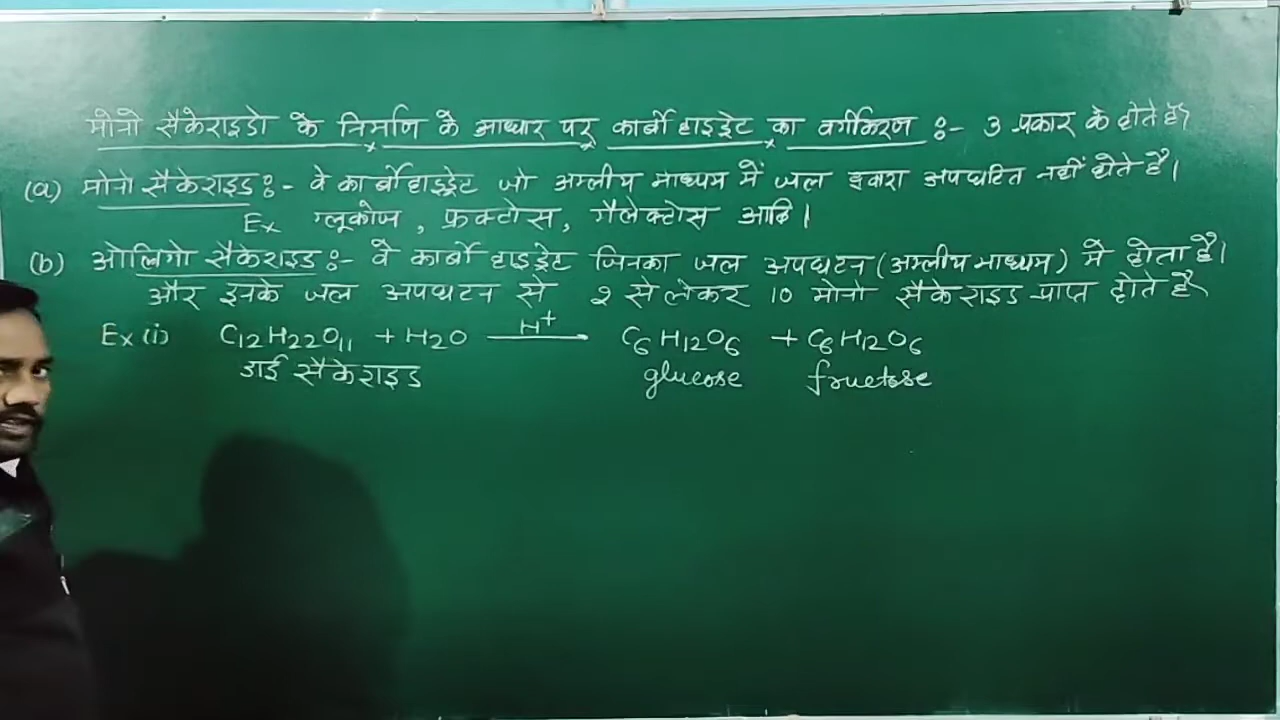 मोनो सैकेराइडो के निर्माण के आधार पर कार्बोहाइड्रेट का वर्गीकरण :- 3 प्रकार के होते हैं
(a) मोनो सैकेराइड :- वे कार्बोहाइड्रेट जो अम्लीय माध्यम में जल द्वारा अपघटित नहीं होते है।
Ex ग्लूकोज, फ्रक्टोस, गैलेक्टोस आदि।
(b) ओलिगो सैकेराइड :- वे कार्बोहाइड्रेट जिनका जल अपघटन (अम्लीय माध्यम) मे होता है।
और इनके जल अपघटन से 2 से लेकर 10 मोनो सैकेराइड प्राप्त होते है
Ex (i) C12H22O11 + H2O H+ → C6H12O6 + C6H12O6
डाई सैकेराइड glucose fructose